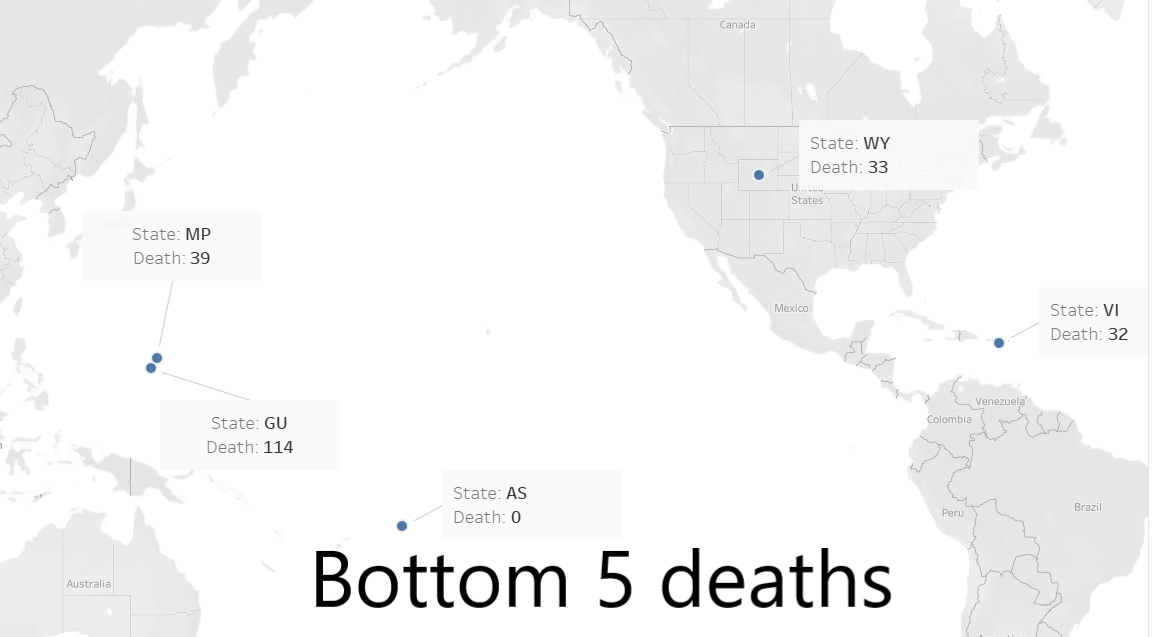 Canada
State: WY
Death: 33
United
States
State: MP
Death: 39
Mexico
State: VI
Death: 32
Venezuela
Colombia
State: GU
Death: 114
State: AS
Death: 0
Peru
Brazil
Australia
Bottom 5 deaths